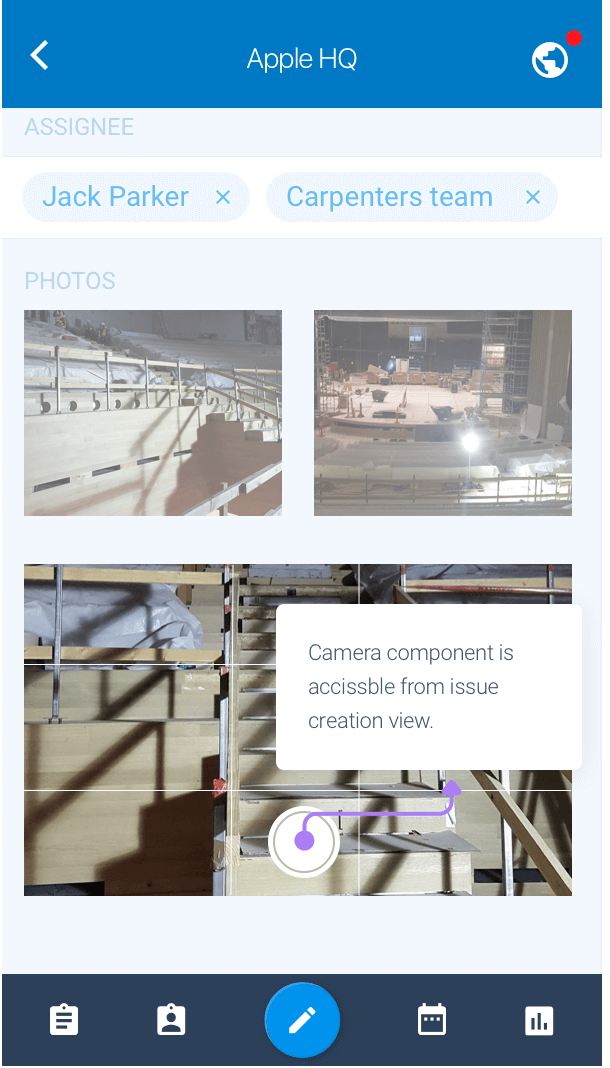 Apple HQ
ASSIGNEE
Jack Parker × Carpenters team ×
PHOTOS
Camera component is
accissble from issue
creation view.